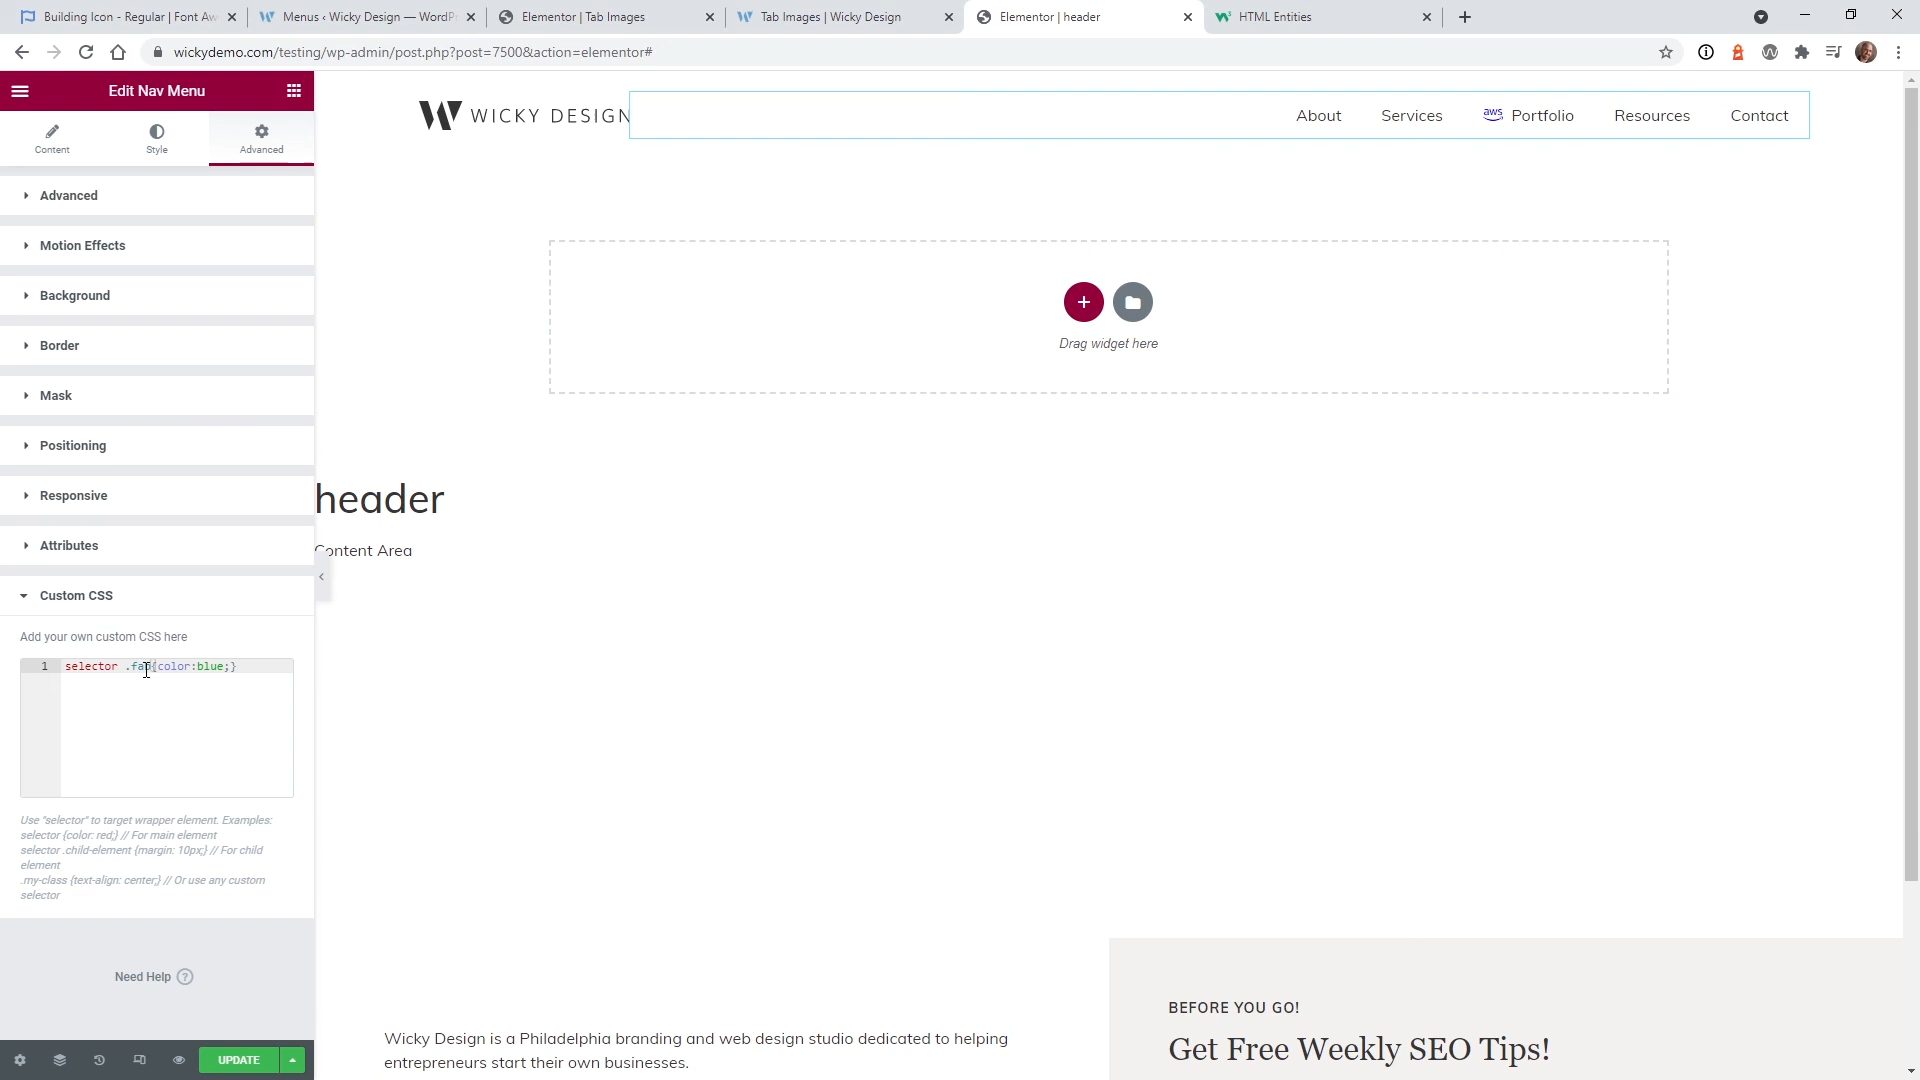 Building Icon - Regular | Font Aw
Menus ‹ Wicky Design — WordP
Elementor | Tab Images
Tab Images | Wicky Design
Elementor | header
HTML Entities
wickydemo.com/testing/wp-admin/post.php?post=7500&action=elementor#
Edit Nav Menu
Content
Style
Advanced
Advanced
Motion Effects
Background
Border
Mask
Positioning
Responsive
Attributes
Custom CSS
Add your own custom CSS here
1 selector .fab{color:blue;}
Use "selector" to target wrapper element. Examples:
selector {color: red;} // For main element
selector .child-element {margin: 10px;} // For child
element
.my-class {text-align: center;} // Or use any custom
selector
Need Help ?
UPDATE
WICKY DESIGN
About Services aws Portfolio Resources Contact
Drag widget here
header
Content Area
Wicky Design is a Philadelphia branding and web design studio dedicated to helping
entrepreneurs start their own businesses.
BEFORE YOU GO!
Get Free Weekly SEO Tips!